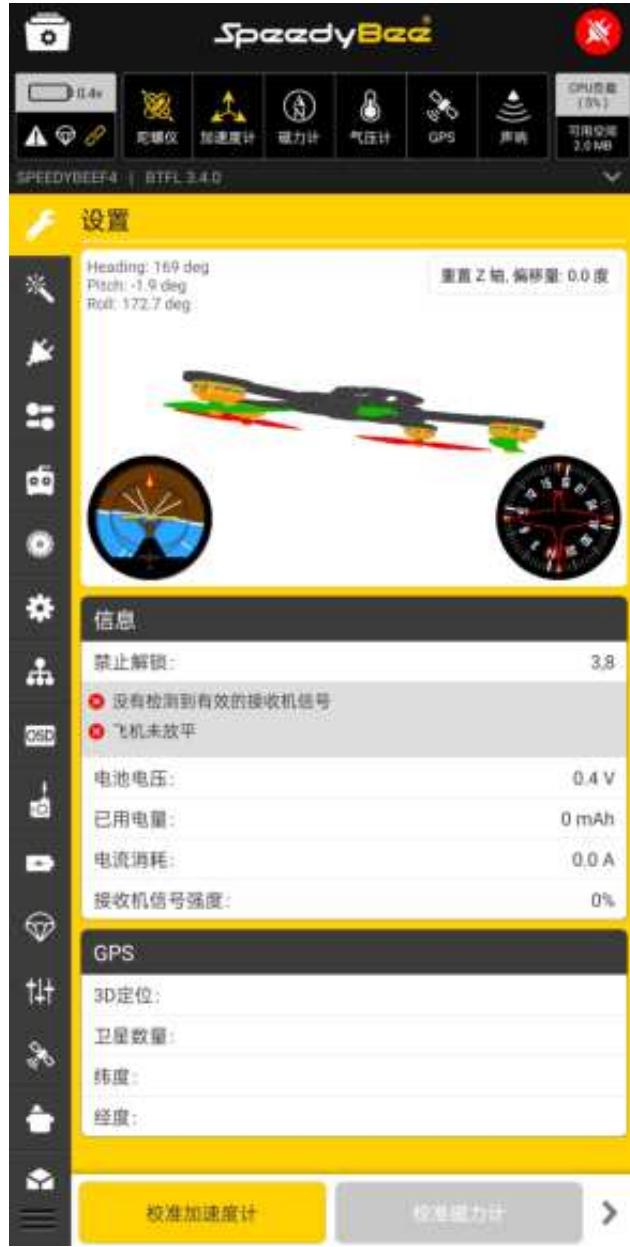 SpeedyBee
0.4v
陀螺仪
加速度计
磁力计
气压计
GPS
声呐
CPU负载
(5%)
可用空间
2.0 MB
SPEEDYBEEF4 | BTFL 3.4.0
设置
Heading: 169 deg
Pitch: -1.9 deg
Roll: 172.7 deg
重置 Z 轴, 偏移量: 0.0 度
信息
禁止解锁: 3,8
没有检测到有效的接收机信号
飞机未放平
OSD
电池电压: 0.4 V
已用电量: 0 mAh
电流消耗: 0.0 A
接收机信号强度: 0%
GPS
3D定位:
卫星数量:
纬度:
经度:
校准加速度计
校准磁力计